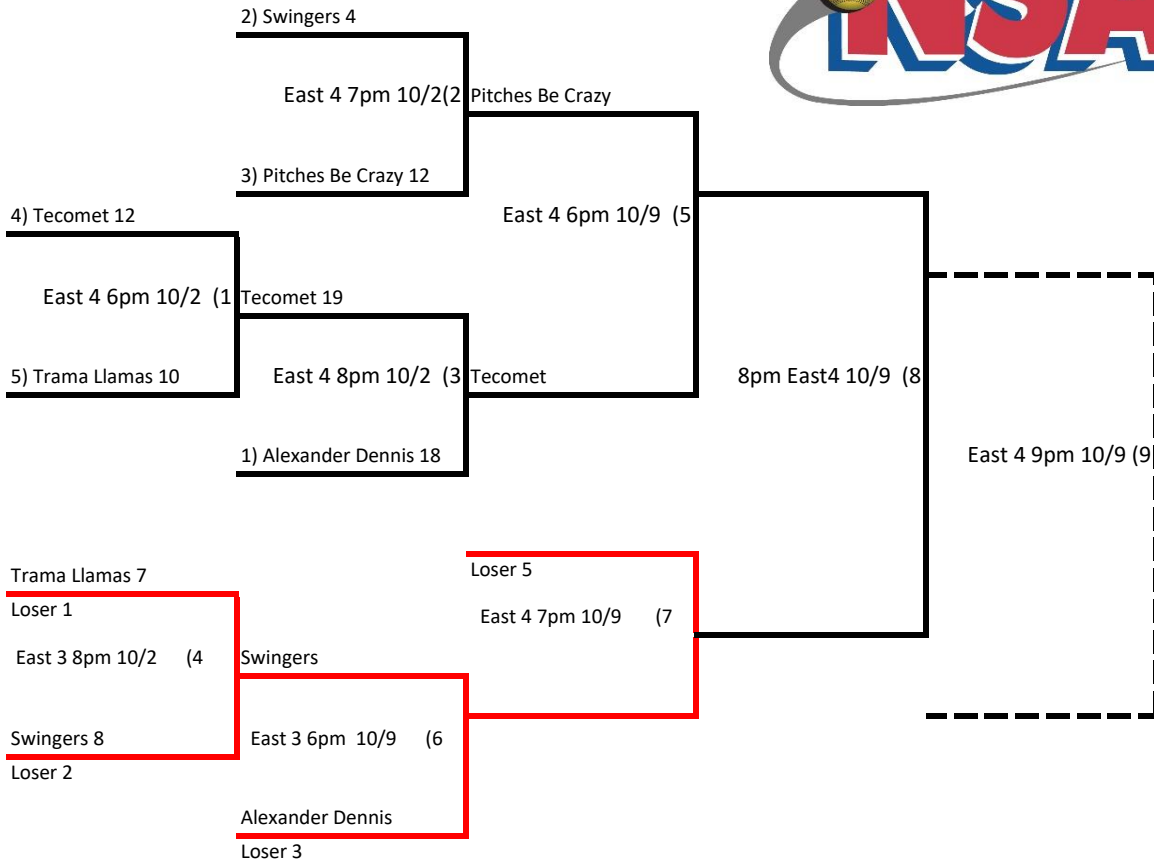 2) Swingers 4
NSA
East 4 7pm 10/2(2
Pitches Be Crazy
3) Pitches Be Crazy 12
4) Tecomet 12
East 4 6pm 10/9 (5
East 4 6pm 10/2 (1
Tecomet 19
5) Trama Llamas 10
East 4 8pm 10/2 (3
Tecomet
8pm East4 10/9 (8
1) Alexander Dennis 18
East 4 9pm 10/9 (9
Trama Llamas 7
Loser 1
Loser 5
East 4 7pm 10/9 (7
East 3 8pm 10/2 (4
Swingers
Swingers 8
Loser 2
East 3 6pm 10/9 (6
Alexander Dennis
Loser 3